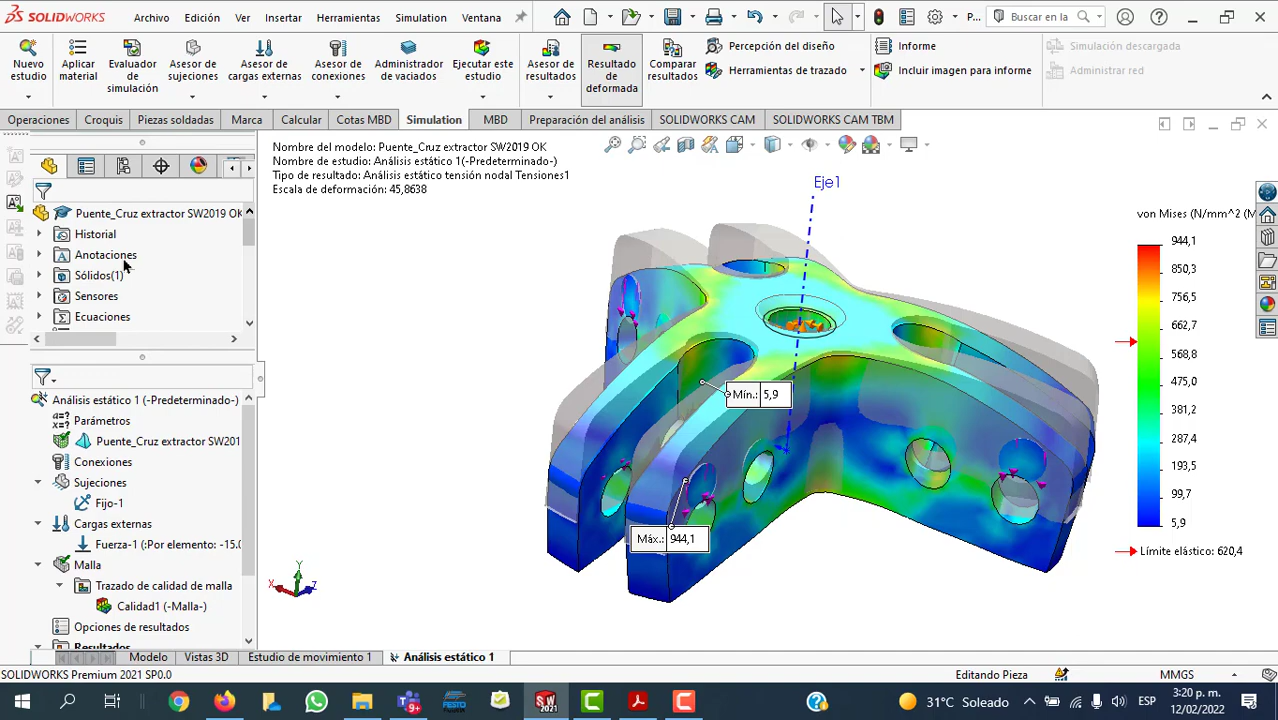 SOLIDWORKS Archivo Edición Ver Insertar Herramientas Simulation Ventana P... Buscar en la
Nuevo estudio
Aplicar material
Evaluador de simulación
Asesor de sujeciones
Asesor de cargas externas
Asesor de conexiones
Administrador de vaciados
Ejecutar este estudio
Asesor de resultados
Resultado de deformada
Comparar resultados
Percepción del diseño
Herramientas de trazado
Informe
Incluir imagen para informe
Simulación descargada
Administrar red
Operaciones Croquis Piezas soldadas Marca Calcular Cotas MBD Simulation MBD Preparación del análisis SOLIDWORKS CAM SOLIDWORKS CAM TBM
Nombre del modelo: Puente_Cruz extractor SW2019 OK
Nombre de estudio: Análisis estático 1(-Predeterminado-)
Tipo de resultado: Análisis estático tensión nodal Tensiones1
Escala de deformación: 45,8638
Puente_Cruz extractor SW2019 OK
Historial
Anotaciones
Sólidos(1)
Sensores
Ecuaciones
Análisis estático 1 (-Predeterminado-)
Parámetros
Puente_Cruz extractor SW201
Conexiones
Sujeciones
Fijo-1
Cargas externas
Fuerza-1 (:Por elemento: -15.0
Malla
Trazado de calidad de malla
Calidad1 (-Malla-)
Opciones de resultados
Resultados
Eje1
Mín.: 5,9
Máx.: 944,1
von Mises (N/mm^2 (M
944,1
850,3
756,5
662,7
568,8
475,0
381,2
287,4
193,5
99,7
5,9
Límite elástico: 620,4
Y
X
Z
Modelo Vistas 3D Estudio de movimiento 1 Análisis estático 1
SOLIDWORKS Premium 2021 SP0.0 Editando Pieza MMGS
9+
FESTO
SW
2021
31°C Soleado
ESP
3:20 p. m.
12/02/2022